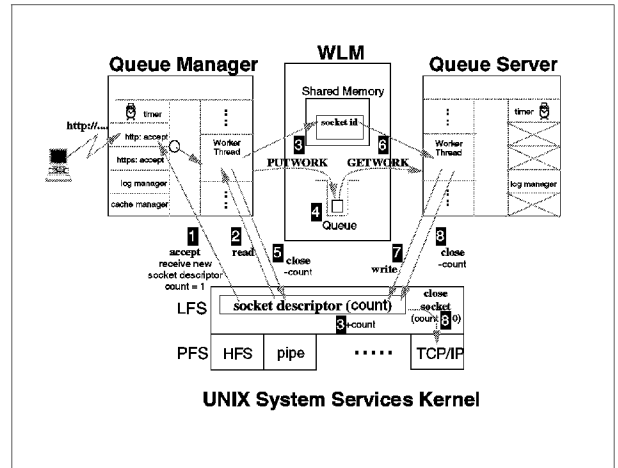 WLM
Queue Manager
Queue Server
Shared Memory
timer
socket id
timer
http://....
http: accept
https: accept
log manager
cache manager
Worker
Thread
3
6
Worker
Thread
PUTWORK
GETWORK
log manager
4
Queue
1
accept
receive new
socket descriptor
count = 1
2
read
5
close
-count
7
write
8
close
-count
LFS
socket descriptor (count)
3
+count
close
socket
(count
8
0)
PFS
HFS
pipe
TCP/IP
UNIX System Services Kernel